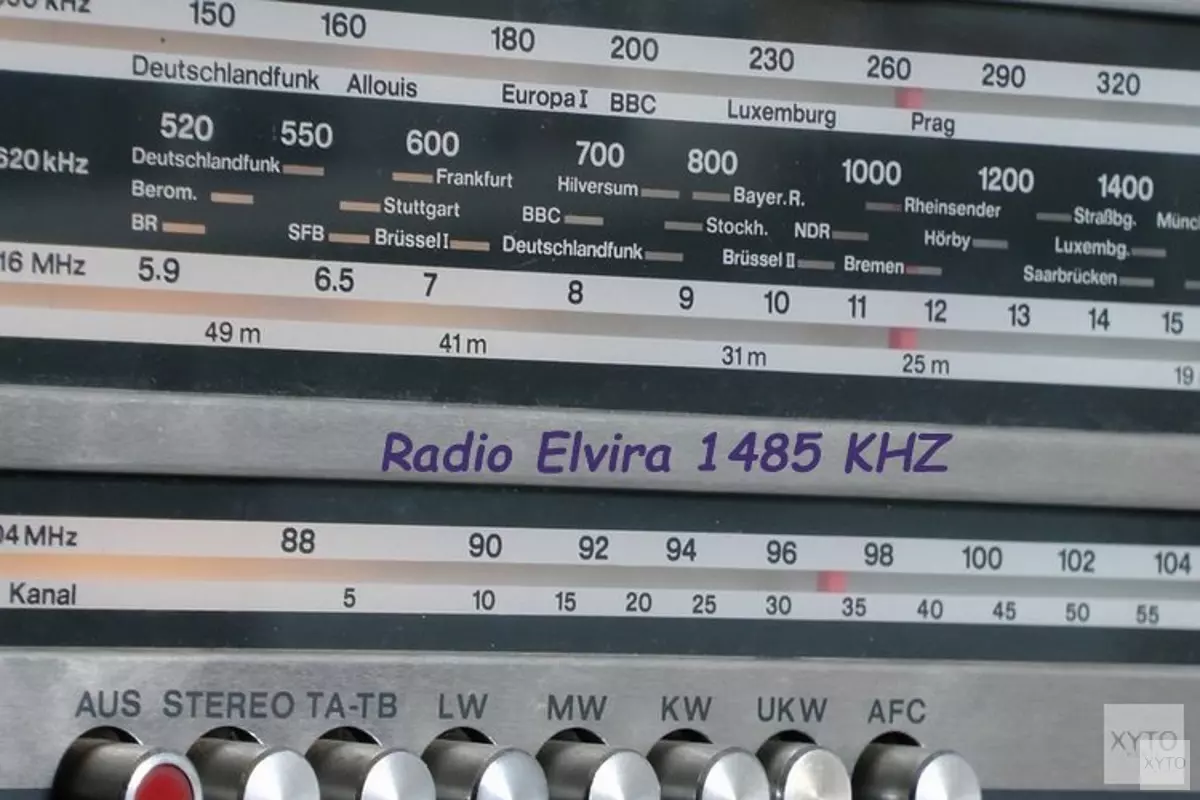 150 160 180 200 230 260 290 320
Deutschlandfunk Allouis Europa I BBC Luxemburg Prag
520 550 600 700 800 1000 1200 1400
620 kHz Deutschlandfunk Frankfurt Hilversum Bayer.R. Rheinsender Straßbg.
Berom. Stuttgart BBC Stockh. NDR Hörby Luxembg.
BR SFB Brüssel I Deutschlandfunk Brüssel II Bremen Saarbrücken
16 MHz 5.9 6.5 7 8 9 10 11 12 13 14 15
49 m 41 m 31 m 25 m 19
Radio Elvira 1485 KHZ
04 MHz 88 90 92 94 96 98 100 102 104
Kanal 5 10 15 20 25 30 35 40 45 50 55
AUS STEREO TA-TB LW MW KW UKW AFC
XYTO
XYTO